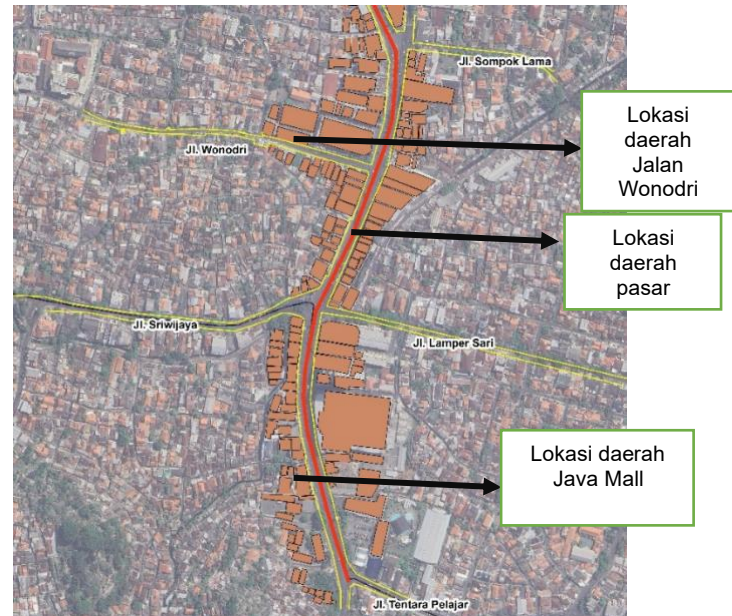 Jl. Sompok Lama
Lokasi
daerah
Jalan
Wonodri
Jl. Wonodri
Lokasi
daerah
pasar
Jl. Sriwijaya
Jl. Lamper Sari
Lokasi daerah
Java Mall
Jl. Tentara Pelajar